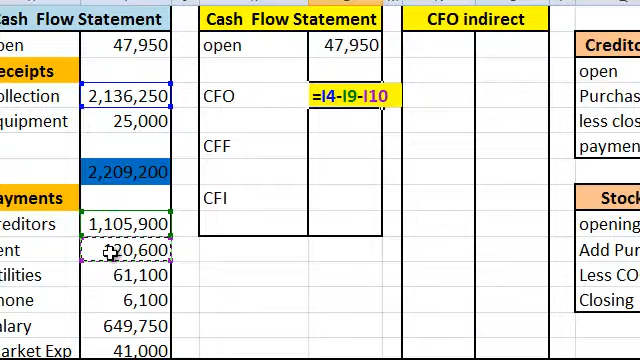 Cash Flow Statement
pen 47,950
eceipts
ollection 2,136,250
quipment 25,000
2,209,200
ayments
reditors 1,105,900
ent 20,600
tilities 61,100
hone 6,100
alary 649,750
arket Exp 41,000
Cash Flow Statement
open 47,950
CFO =I4-I9-I10
CFF
CFI
CFO indirect
Credito
open
Purchas
less clos
paymen
Stock
opening
Add Pur
Less CO
Closing